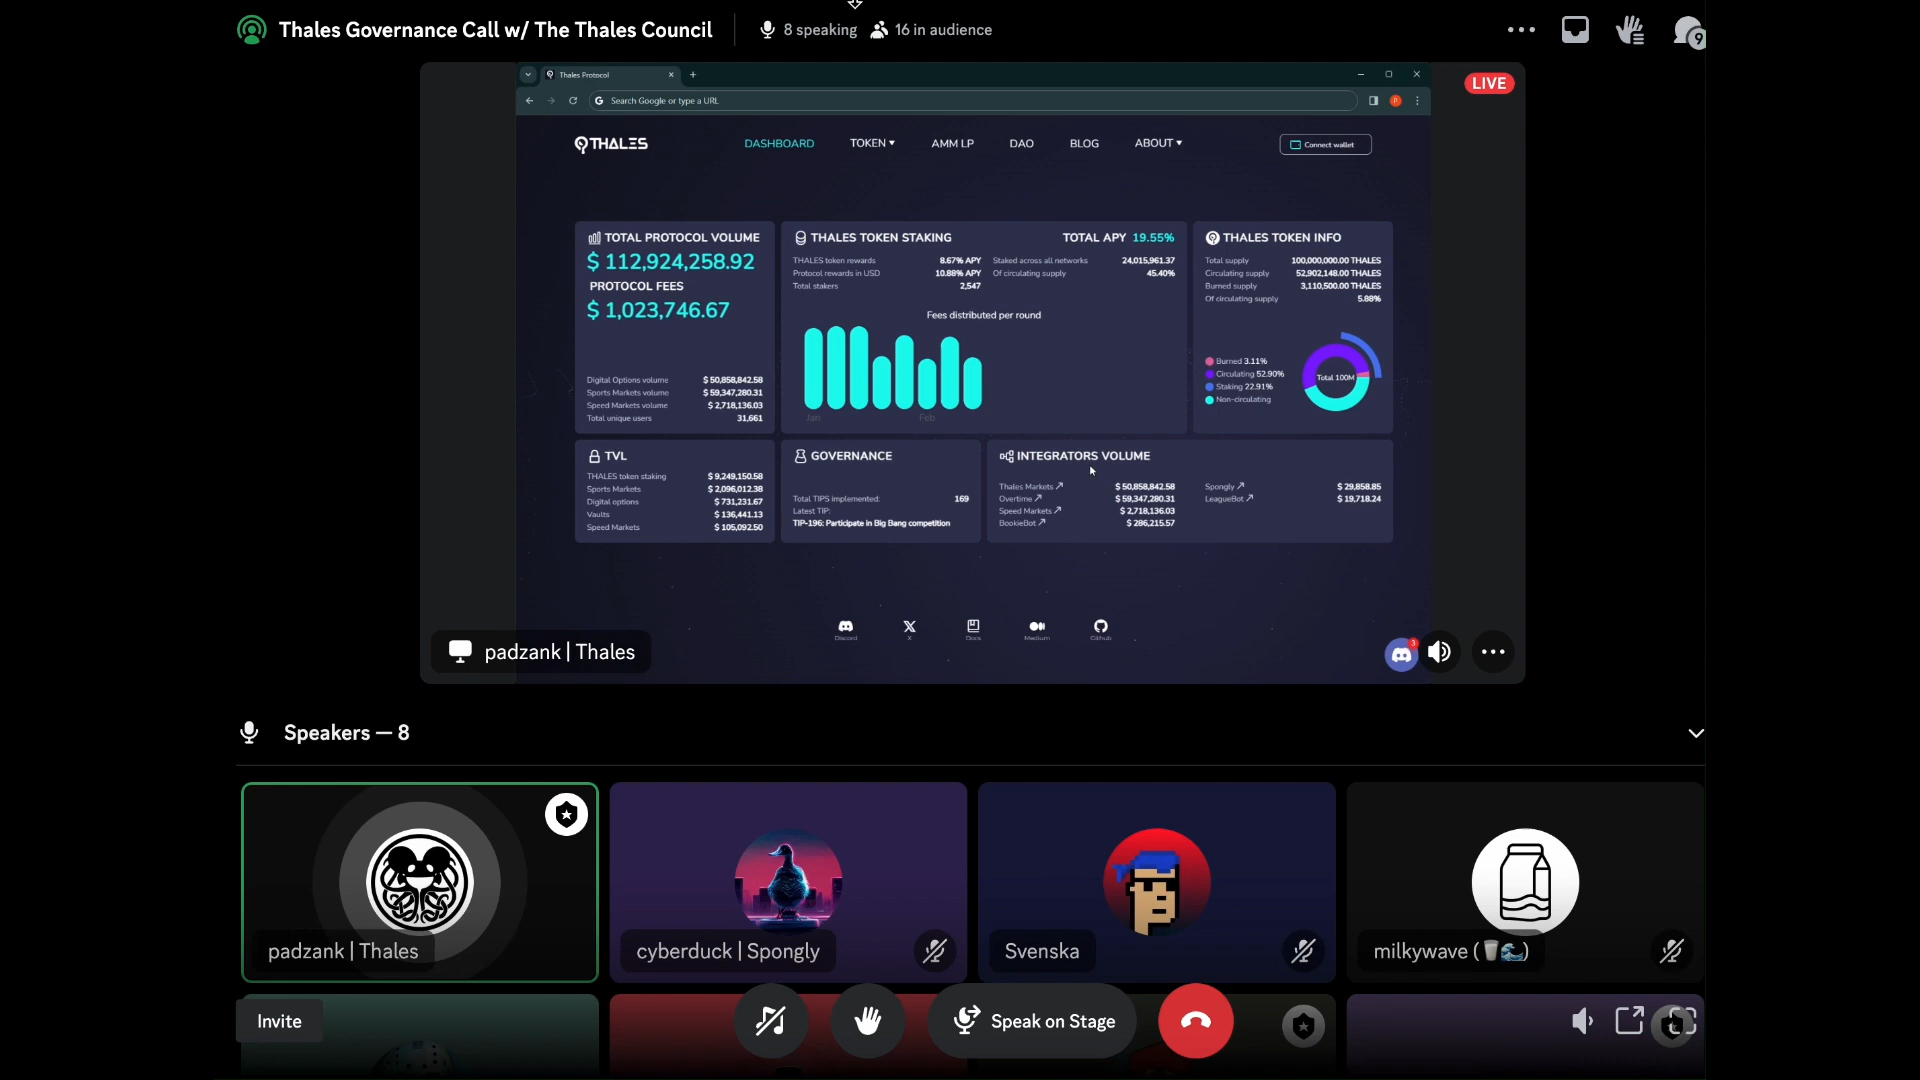 Thales Governance Call w/ The Thales Council
8 speaking
16 in audience
9
Thales Protocol
Search Google or type a URL
P
LIVE
THALES
DASHBOARD
TOKEN
AMM LP
DAO
BLOG
ABOUT
Connect wallet
TOTAL PROTOCOL VOLUME
$ 112,924,258.92
PROTOCOL FEES
$ 1,023,746.67
Digital Options volume $ 50,858,842.58
Sports Markets volume $ 59,347,280.31
Speed Markets volume $ 2,718,136.03
Total unique users 31,661
THALES TOKEN STAKING
TOTAL APY 19.55%
THALES token rewards 8.67% APY
Protocol rewards in USD 10.88% APY
Total stakers 2,547
Staked across all networks 24,015,961.37
Of circulating supply 45.40%
Fees distributed per round
Jan Feb
THALES TOKEN INFO
Total supply 100,000,000.00 THALES
Circulating supply 52,902,148.00 THALES
Burned supply 3,110,500.00 THALES
Of circulating supply 5.88%
Burned 3.11%
Circulating 52.90%
Staking 22.91%
Non-circulating
Total 100M
TVL
THALES token staking $ 9,249,150.58
Sports Markets $ 2,096,012.38
Digital options $ 731,231.67
Vaults $ 136,441.13
Speed Markets $ 105,092.50
GOVERNANCE
Total TIPS implemented: 169
Latest TIP:
TIP-196: Participate in Big Bang competition
INTEGRATORS VOLUME
Thales Markets $ 50,858,842.58
Overtime $ 59,347,280.31
Speed Markets $ 2,718,136.03
BookieBot $ 286,215.57
Spongly $ 29,858.85
LeagueBot $ 19,718.24
Discord
X
Docs
Medium
Github
3
padzank | Thales
Speakers — 8
padzank | Thales
cyberduck | Spongly
Svenska
milkywave (🥛🌊)
Invite
Speak on Stage